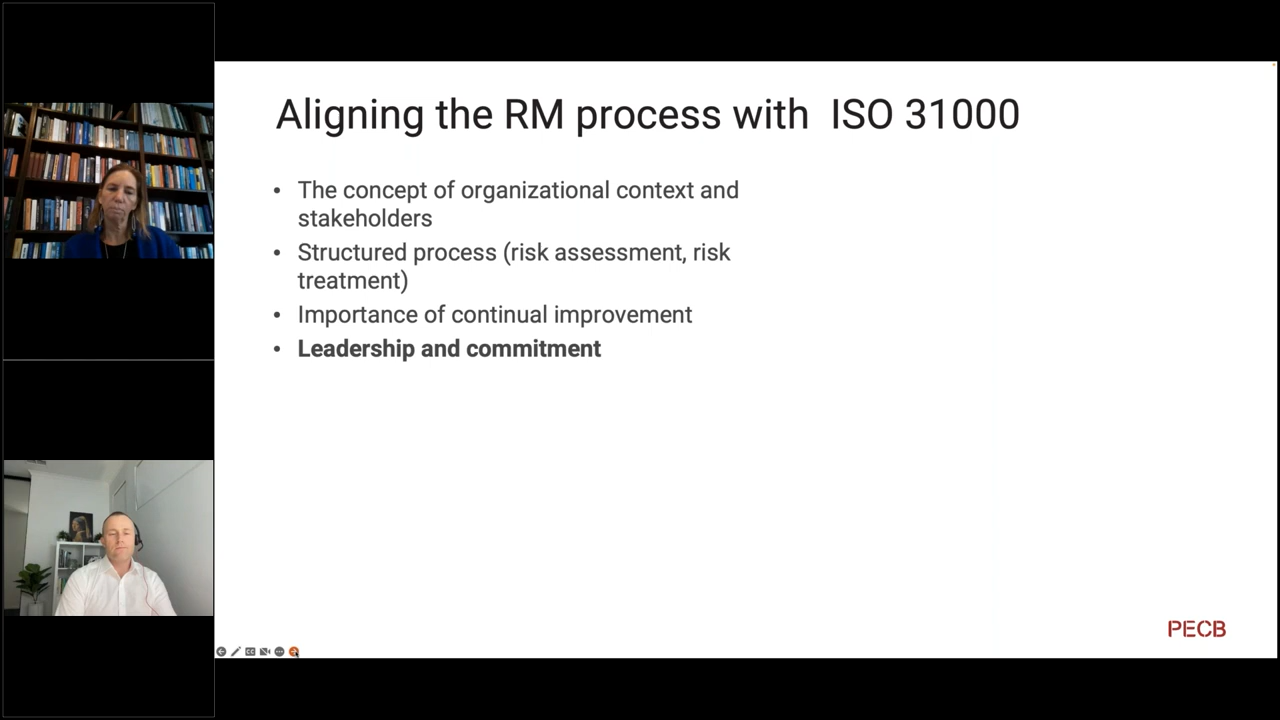 Aligning the RM process with ISO 31000
• The concept of organizational context and
stakeholders
• Structured process (risk assessment, risk
treatment)
• Importance of continual improvement
• Leadership and commitment
PECB